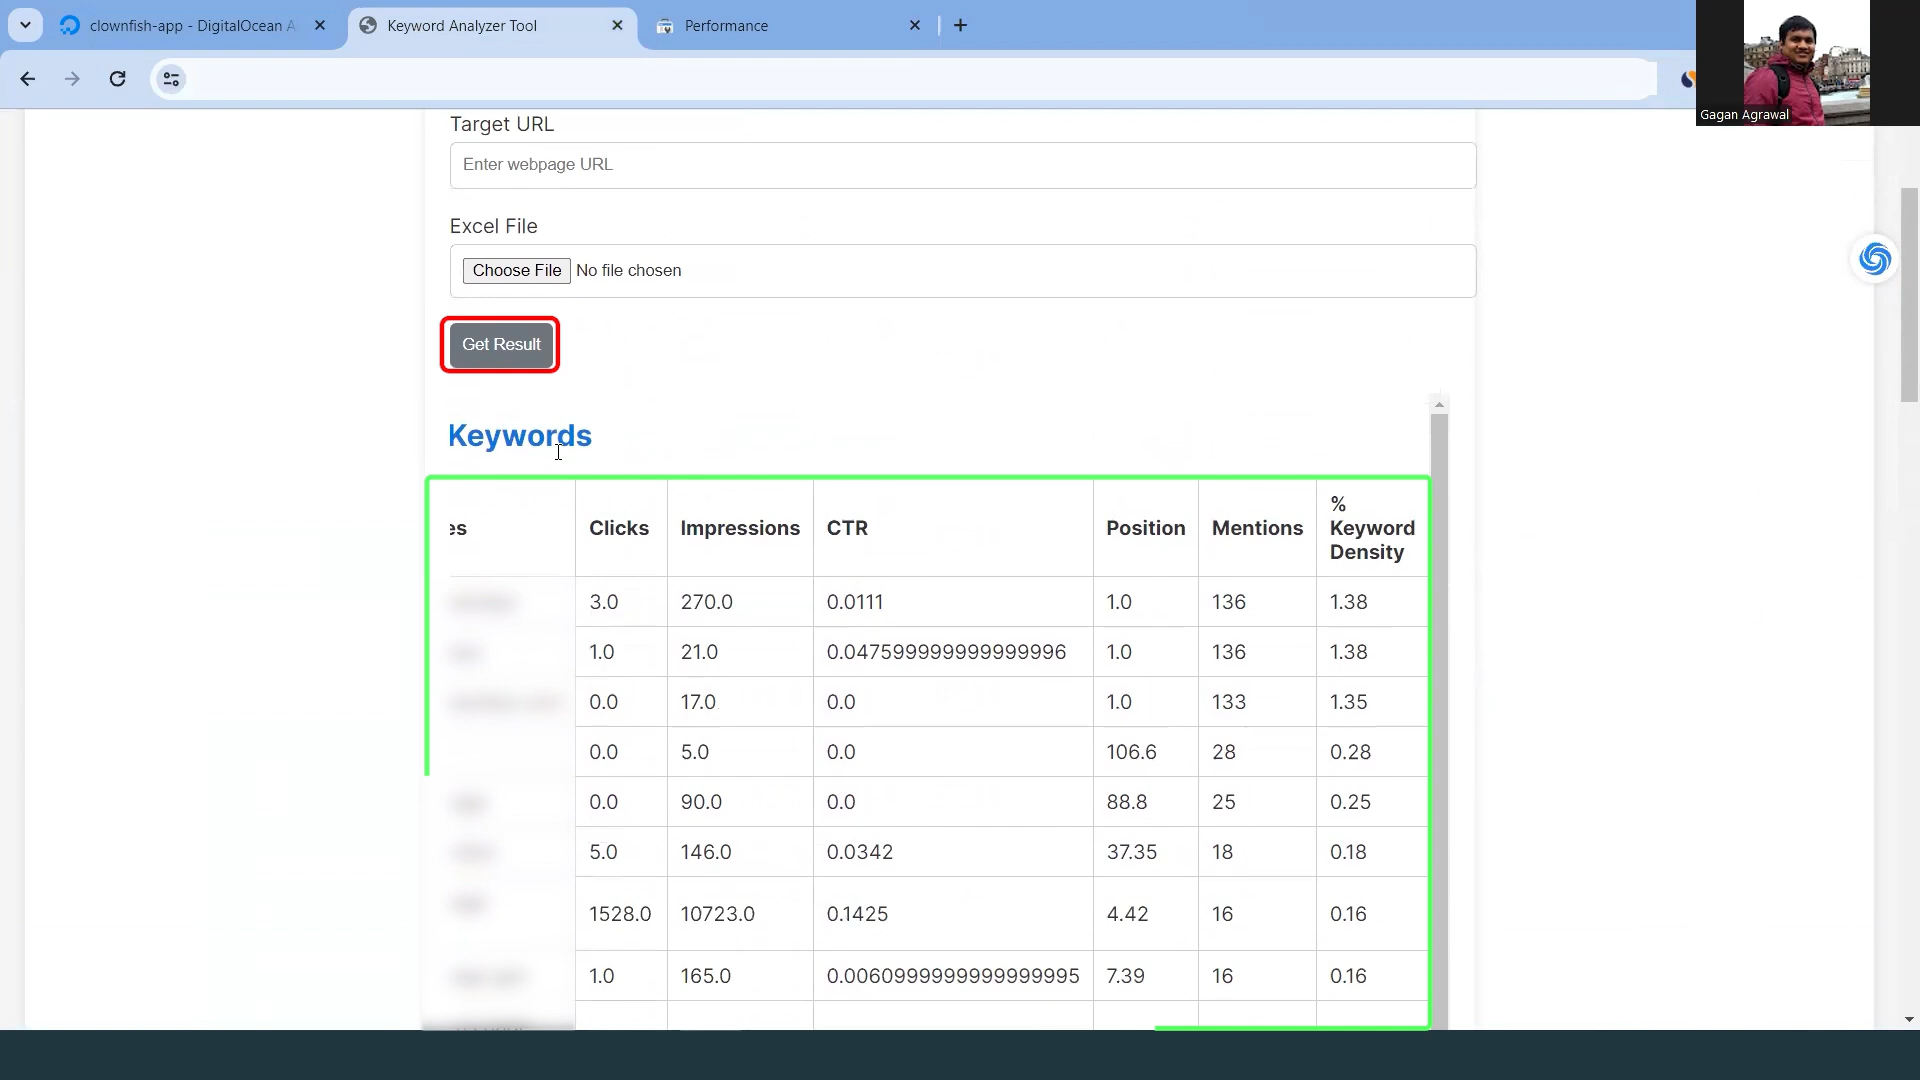 clownfish-app - DigitalOcean A
Keyword Analyzer Tool
Performance
Gagan Agrawal
Target URL
Enter webpage URL
Excel File
Choose File No file chosen
Get Result
Keywords
es Clicks Impressions CTR Position Mentions % Keyword Density
3.0 270.0 0.0111 1.0 136 1.38
1.0 21.0 0.047599999999999996 1.0 136 1.38
0.0 17.0 0.0 1.0 133 1.35
0.0 5.0 0.0 106.6 28 0.28
0.0 90.0 0.0 88.8 25 0.25
5.0 146.0 0.0342 37.35 18 0.18
1528.0 10723.0 0.1425 4.42 16 0.16
1.0 165.0 0.0060999999999999995 7.39 16 0.16